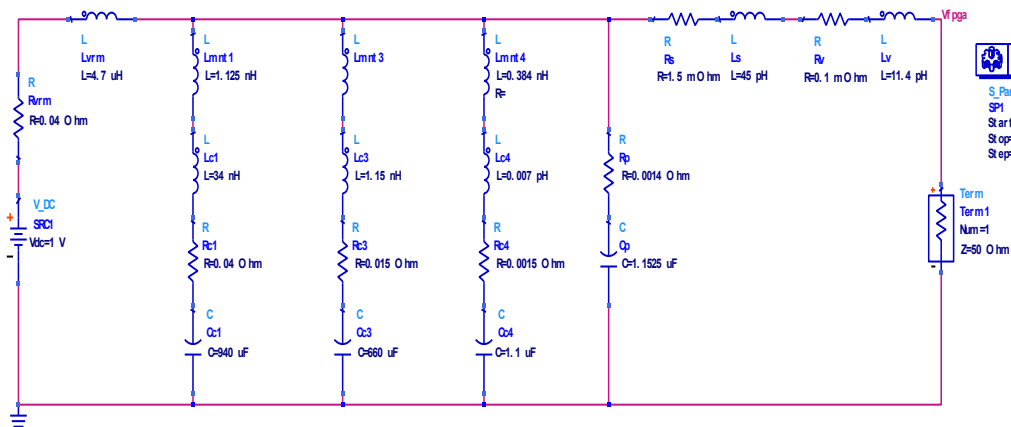 Vfpga
L
Lvrm
L=4.7 uH
R
Rvrm
R=0.04 Ohm
V_DC
SRC1
Vdc=1 V
+
-
L
Lmnt1
L=1.125 nH
L
Lc1
L=34 nH
R
Rc1
R=0.04 Ohm
C
Cc1
C=940 uF
L
Lmnt3
L
Lc3
L=1.15 nH
R
Rc3
R=0.015 Ohm
C
Cc3
C=660 uF
L
Lmnt4
L=0.384 nH
R=
L
Lc4
L=0.007 pH
R
Rc4
R=0.0015 Ohm
C
Cc4
C=1.1 uF
R
Rp
R=0.0014 Ohm
C
Cp
C=1.1525 uF
R
Rs
R=1.5 mOhm
L
Ls
L=45 pH
R
Rv
R=0.1 mOhm
L
Lv
L=11.4 pH
S_Par
SP1
Start
Stop=
Step=
+
Term
Term1
Num=1
Z=50 Ohm
-